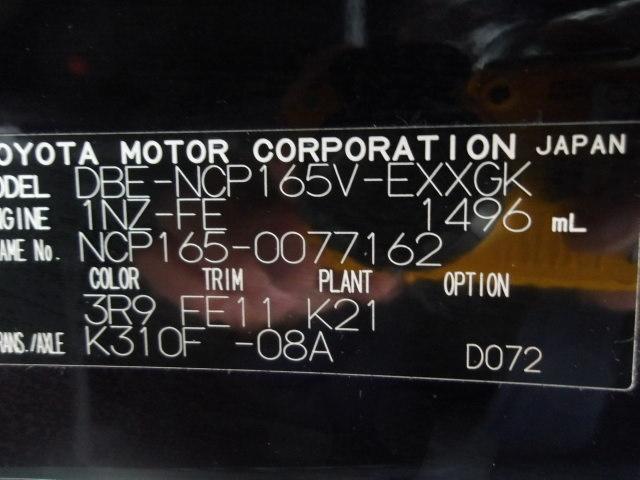 OYOTA MOTOR CORPORATION JAPAN
ODEL DBE-NCP165V-EXXGK
NGINE 1NZ-FE 1496 mL
AME No. NCP165-0077162
COLOR TRIM PLANT OPTION
3R9 FE11 K21
RANS./AXLE K310F -08A D072